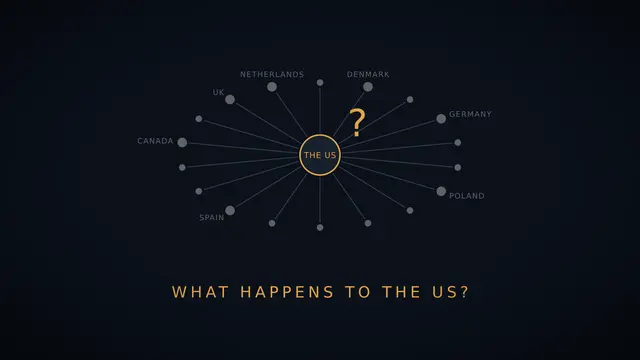 NETHERLANDS
DENMARK
UK
?
GERMANY
CANADA
THE US
POLAND
SPAIN
WHAT HAPPENS TO THE US?